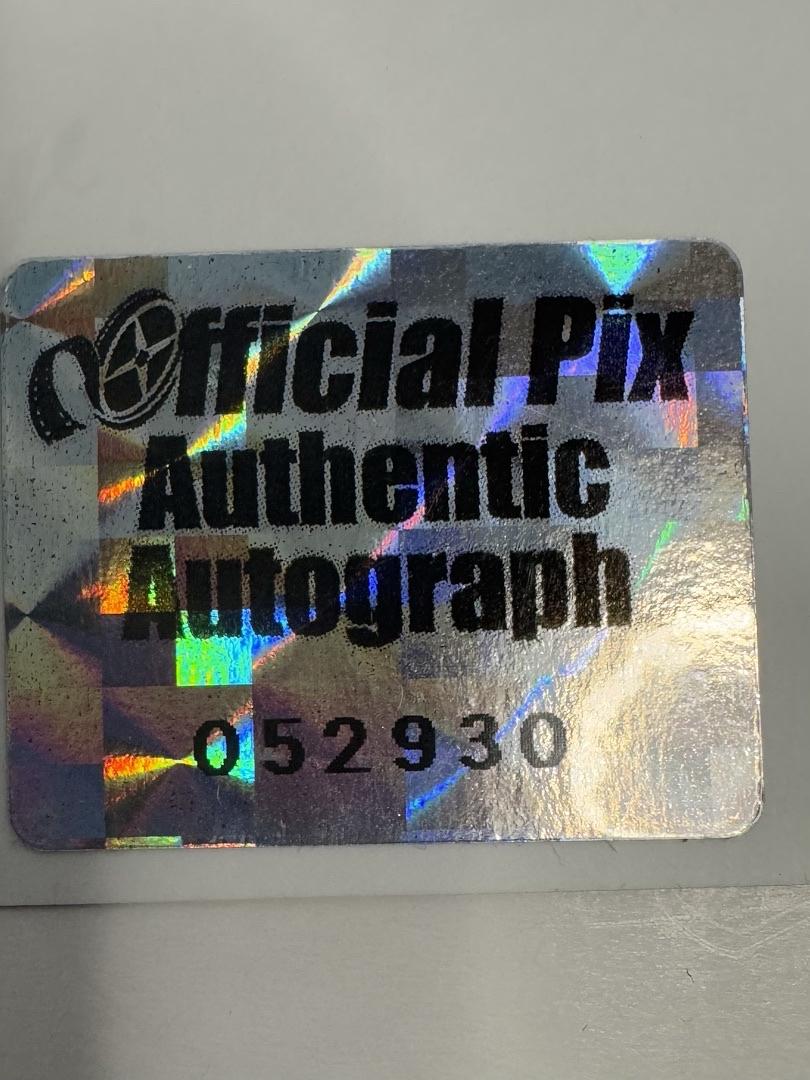 Official Pix
Authentic
Autograph
052930